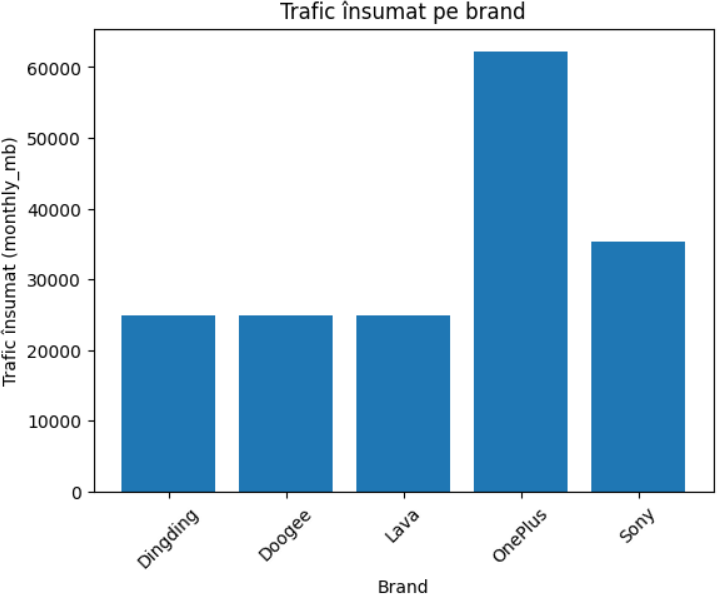 Trafic însumat pe brand
Trafic însumat (monthly_mb)
60000
50000
40000
30000
20000
10000
0
Dingding
Doogee
Lava
OnePlus
Sony
Brand